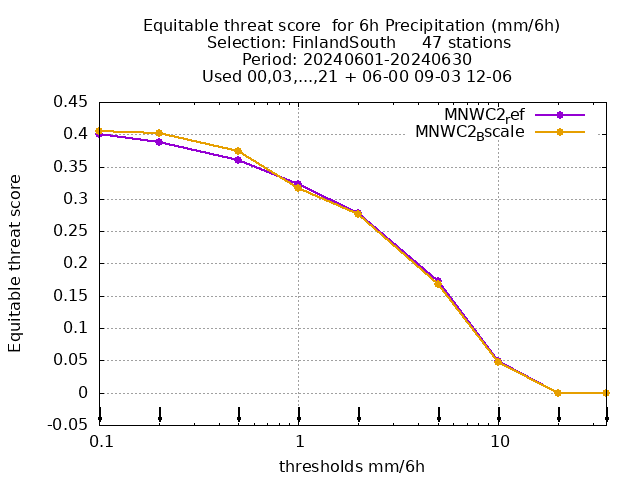 Equitable threat score  for 6h Precipitation (mm/6h)
Selection: FinlandSouth     47 stations
Period: 20240601-20240630
Used 00,03,...,21 + 06-00 09-03 12-06
MNWC2ref
MNWC2Bscale
Equitable threat score
0.45
0.4
0.35
0.3
0.25
0.2
0.15
0.1
0.05
0
-0.05
0.1 1 10
thresholds mm/6h